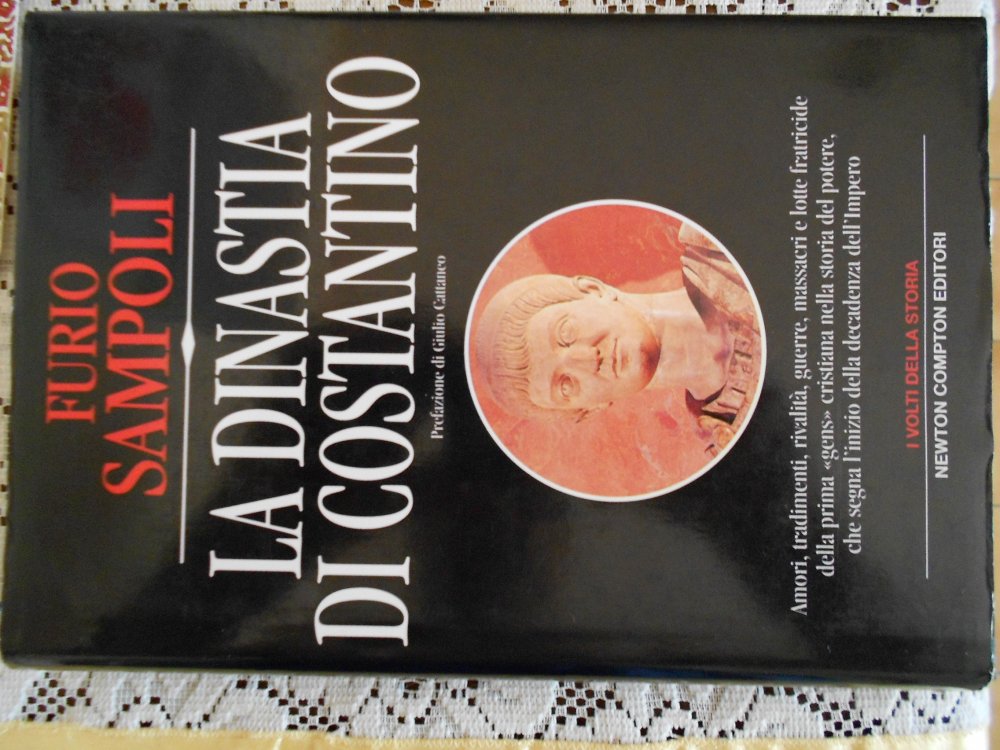 FURIO
SAMPOLI
LA DINASTIA
DI COSTANTINO
Prefazione di Giulio Cattaneo
Amori, tradimenti, rivalità, guerre, massacri e lotte fratricide
della prima «gens» cristiana nella storia del potere,
che segna l'inizio della decadenza dell'Impero
I VOLTI DELLA STORIA
NEWTON COMPTON EDITORI